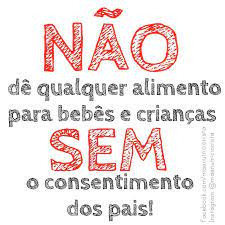 NÃO
dê qualquer alimento
para bebês e crianças
SEM
o consentimento
dos pais!